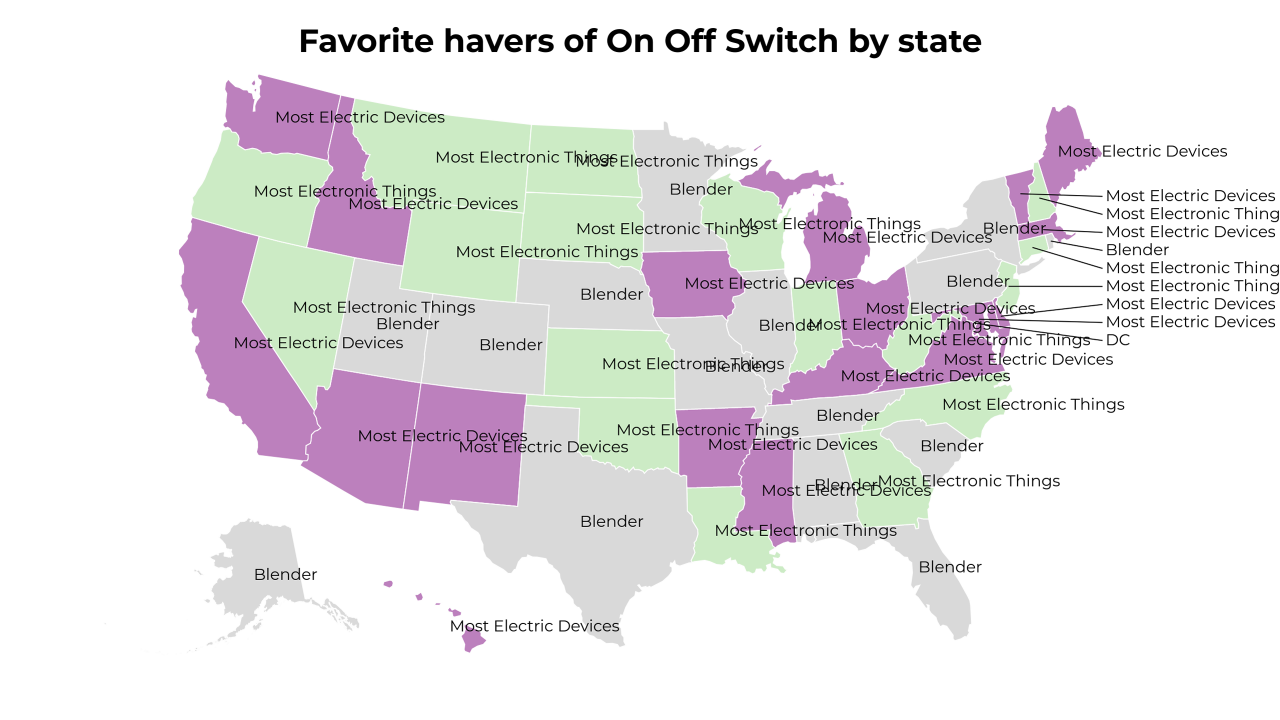 Favorite havers of On Off Switch by state
Most Electric Devices
Most Electric Devices
Most Electronic Things
Most Electronic Things
Blender
Most Electronic Things
Most Electric Devices
Most Electric Devices
Most Electronic Things
Most Electronic Thing
Most Electronic Things
Most Electric Devices
Blender
Most Electronic Things
Most Electric Devices
Most Electric Devices
Blender
Most Electronic Things
Most Electronic Thing
Blender
Most Electric Devices
Most Electronic Thing
Blender
Most Electric Devices
Most Electronic Things
Most Electric Devices
Most Electric Devices
Blender
Blender
Most Electronic Things
Most Electric Devices
DC
Most Electronic Things
Most Electric Devices
Blender
Most Electric Devices
Most Electronic Things
Blender
Most Electric Devices
Most Electronic Things
Blender
Most Electronic Things
Most Electric Devices
Most Electric Devices
Most Electric Devices
Blender
Most Electronic Things
Blender
Most Electric Devices
Blender
Most Electronic Things
Blender
Blender
Most Electric Devices